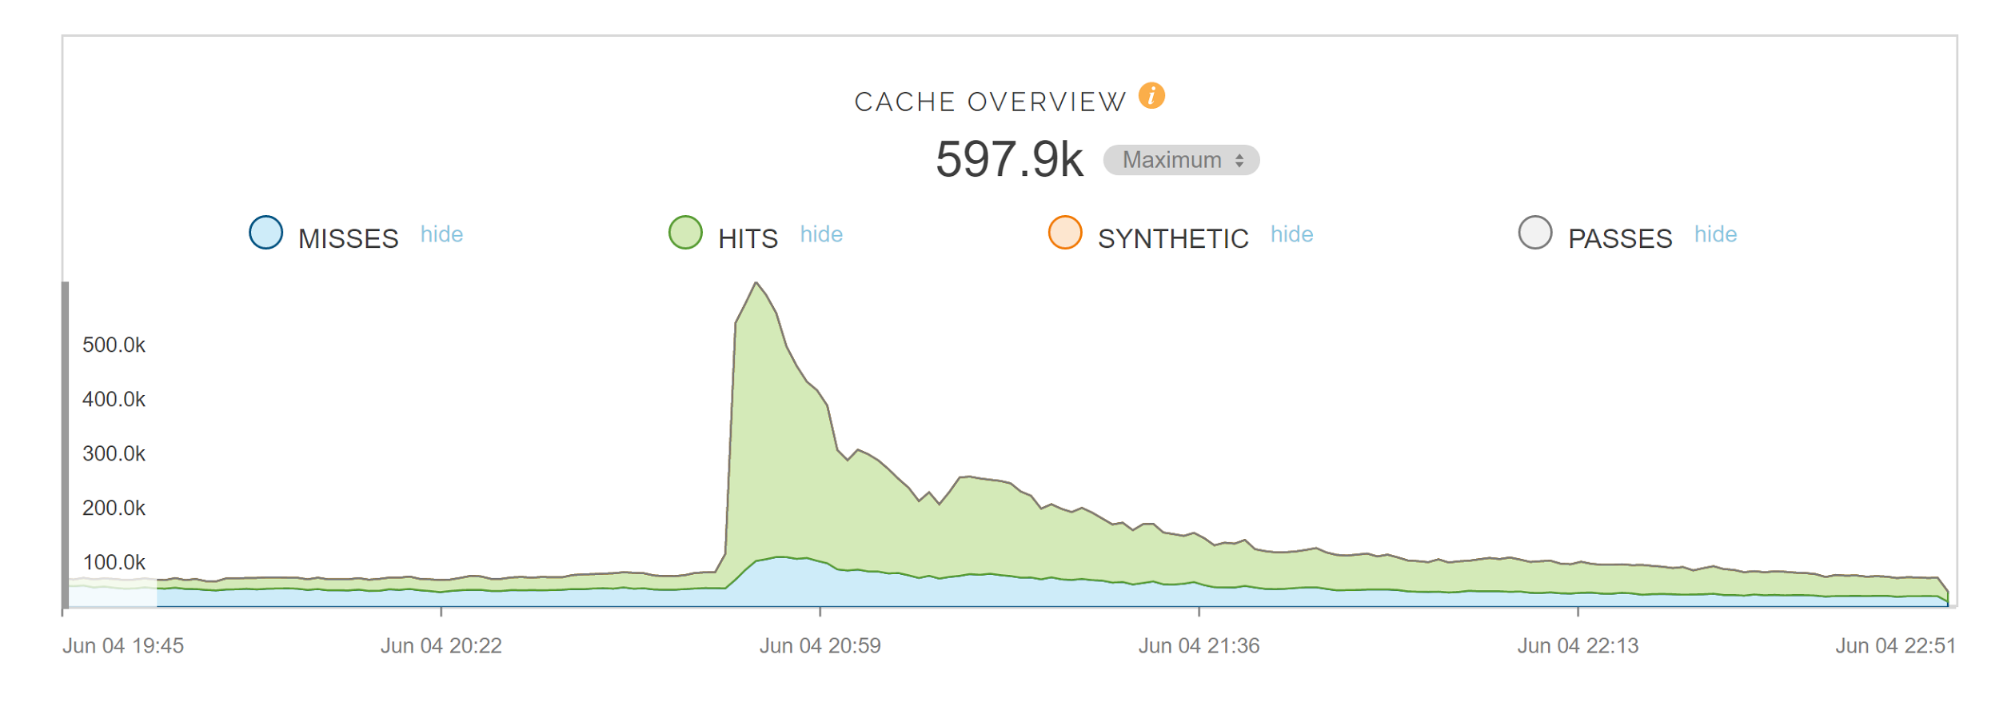 CACHE OVERVIEW i
597.9k Maximum
MISSES hide HITS hide SYNTHETIC hide PASSES hide
500.0k
400.0k
300.0k
200.0k
100.0k
Jun 04 19:45 Jun 04 20:22 Jun 04 20:59 Jun 04 21:36 Jun 04 22:13 Jun 04 22:51